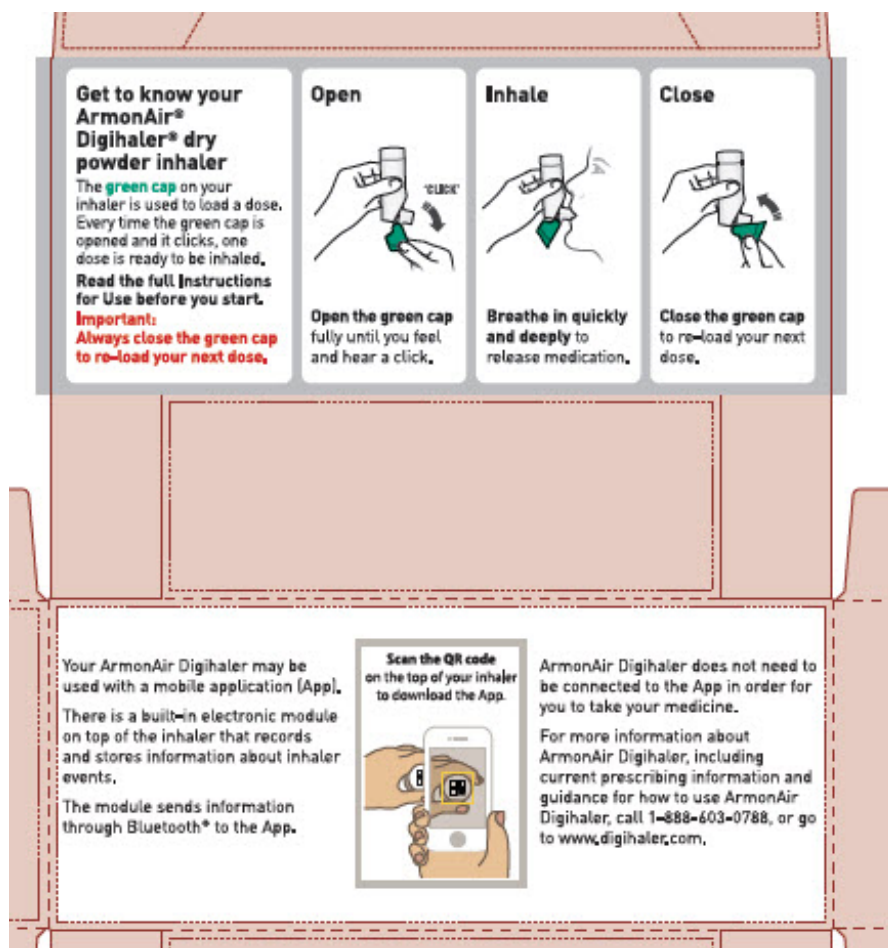 Get to know your
ArmonAir®
Digihaler® dry
powder inhaler
The green cap on your
inhaler is used to load a dose.
Every time the green cap is
opened and it clicks, one
dose is ready to be inhaled.
Read the full Instructions
for Use before you start.
Important:
Always close the green cap
to re-load your next dose.
Open
'CLICK'
Open the green cap
fully until you feel
and hear a click.
Inhale
Breathe in quickly
and deeply to
release medication.
Close
Close the green cap
to re-load your next
dose.
Your ArmonAir Digihaler may be
used with a mobile application (App).
There is a built-in electronic module
on top of the inhaler that records
and stores information about inhaler
events.
The module sends information
through Bluetooth® to the App.
Scan the QR code
on the top of your inhaler
to download the App.
ArmonAir Digihaler does not need to
be connected to the App in order for
you to take your medicine.
For more information about
ArmonAir Digihaler, including
current prescribing information and
guidance for how to use ArmonAir
Digihaler, call 1-888-603-0788, or go
to www.digihaler.com.